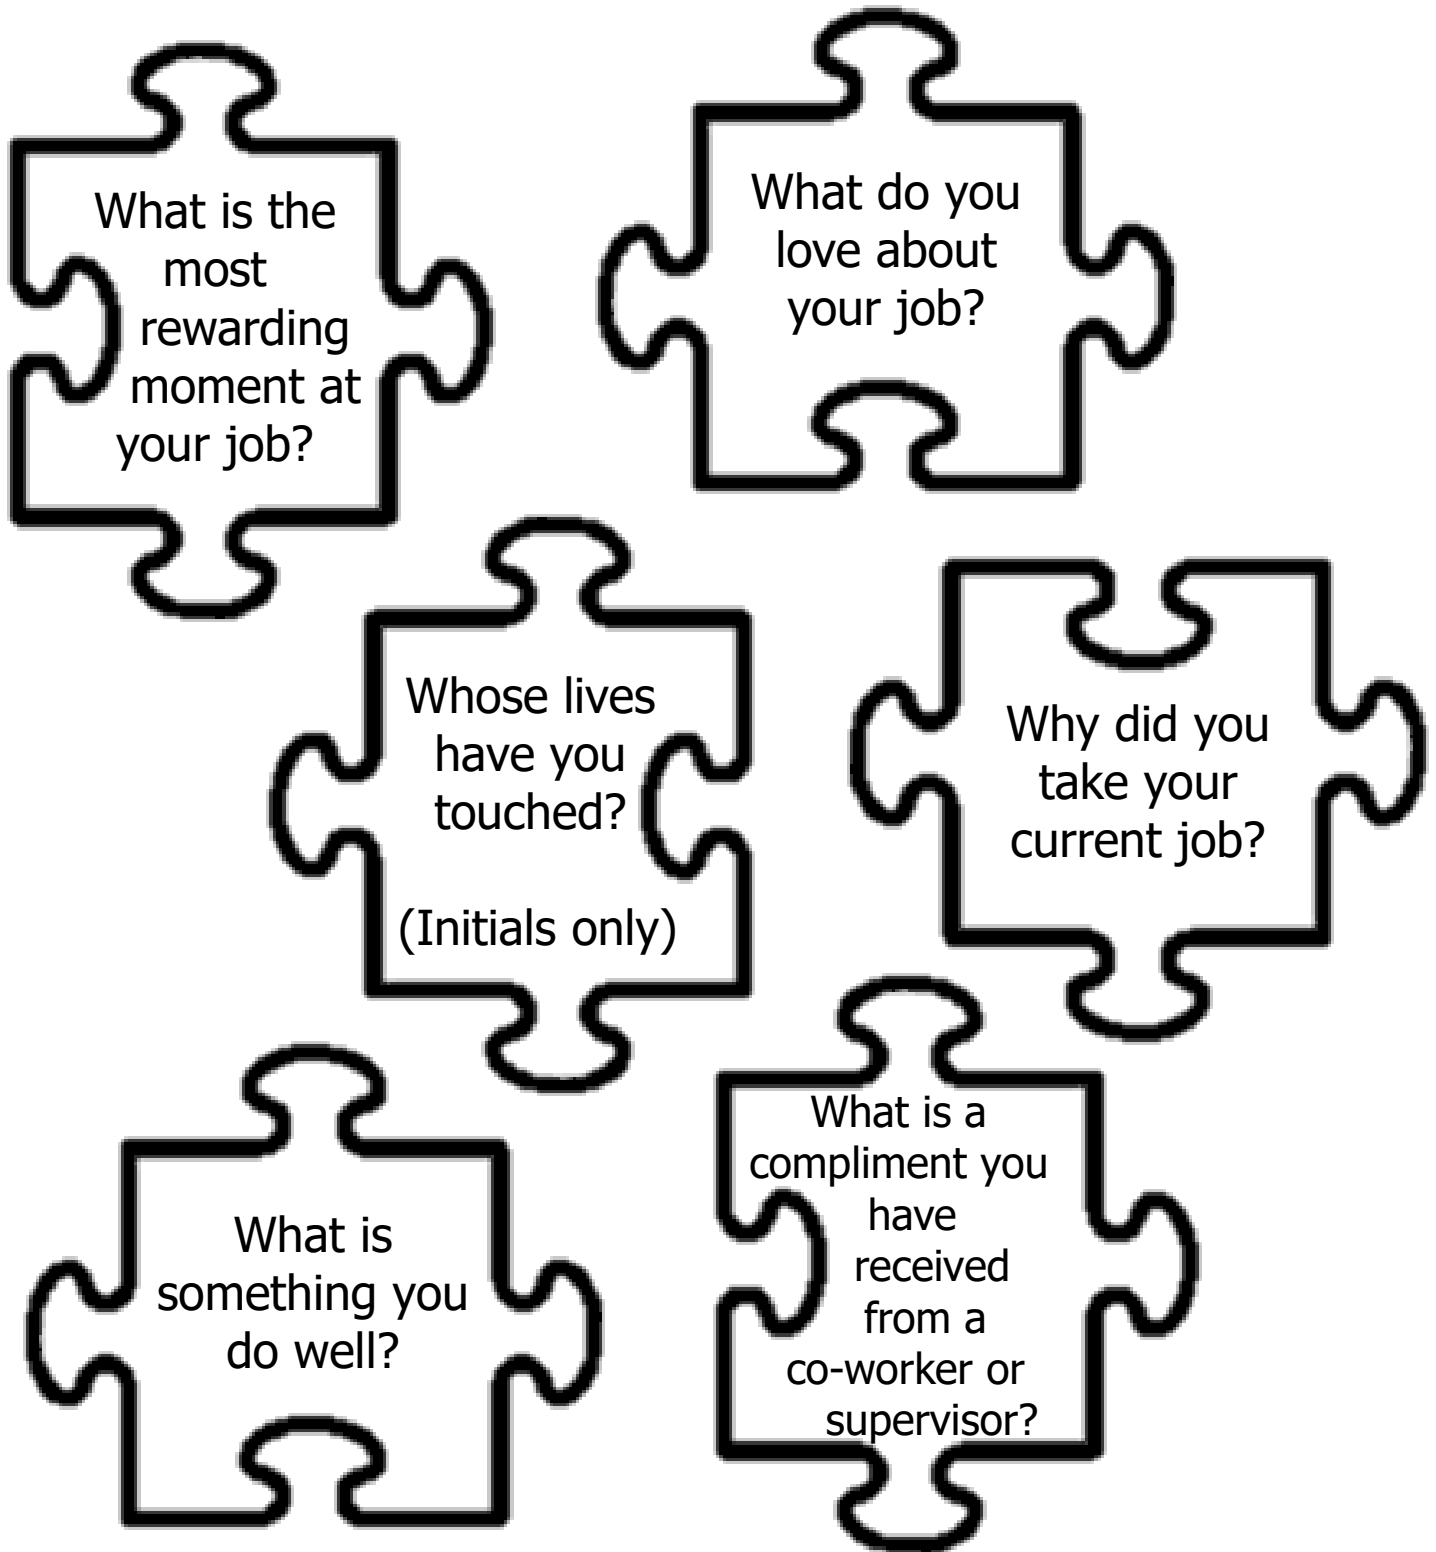 What is the
most
rewarding
moment at
your job?
What do you
love about
your job?
Whose lives
have you
touched?
(Initials only)
Why did you
take your
current job?
What is
something you
do well?
What is a
compliment you
have
received
from a
co-worker or
supervisor?